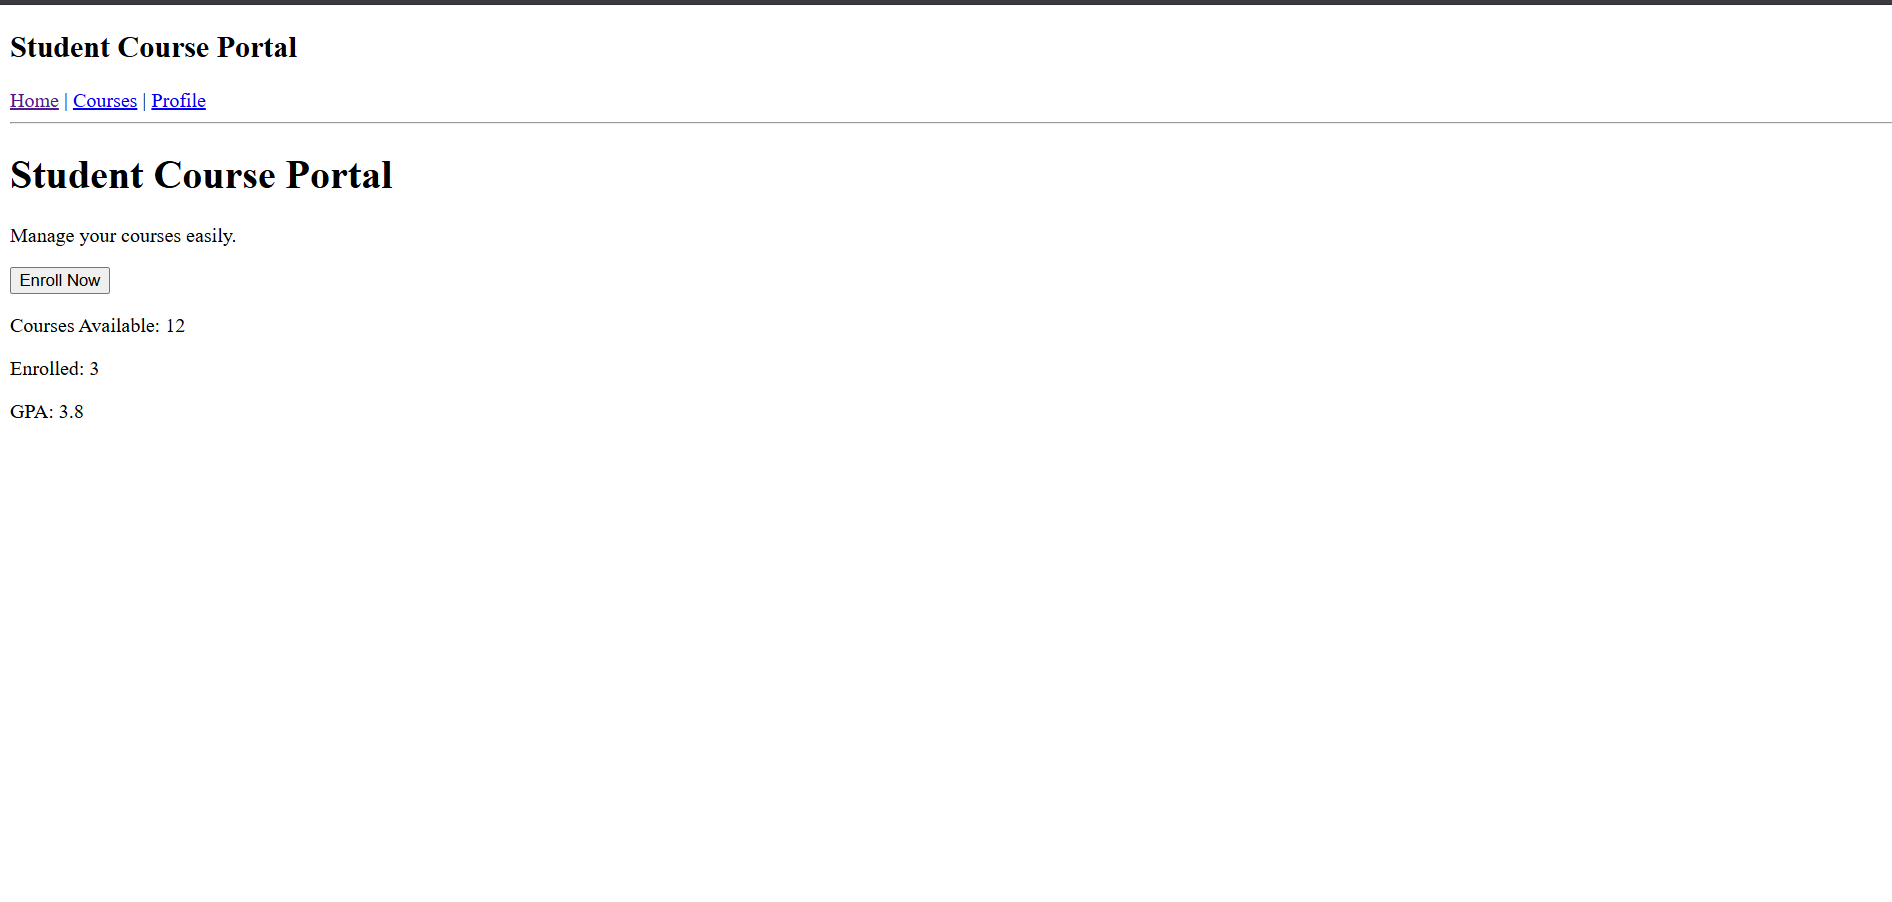 Student Course Portal
Home | Courses | Profile
Student Course Portal
Manage your courses easily.
Enroll Now
Courses Available: 12
Enrolled: 3
GPA: 3.8